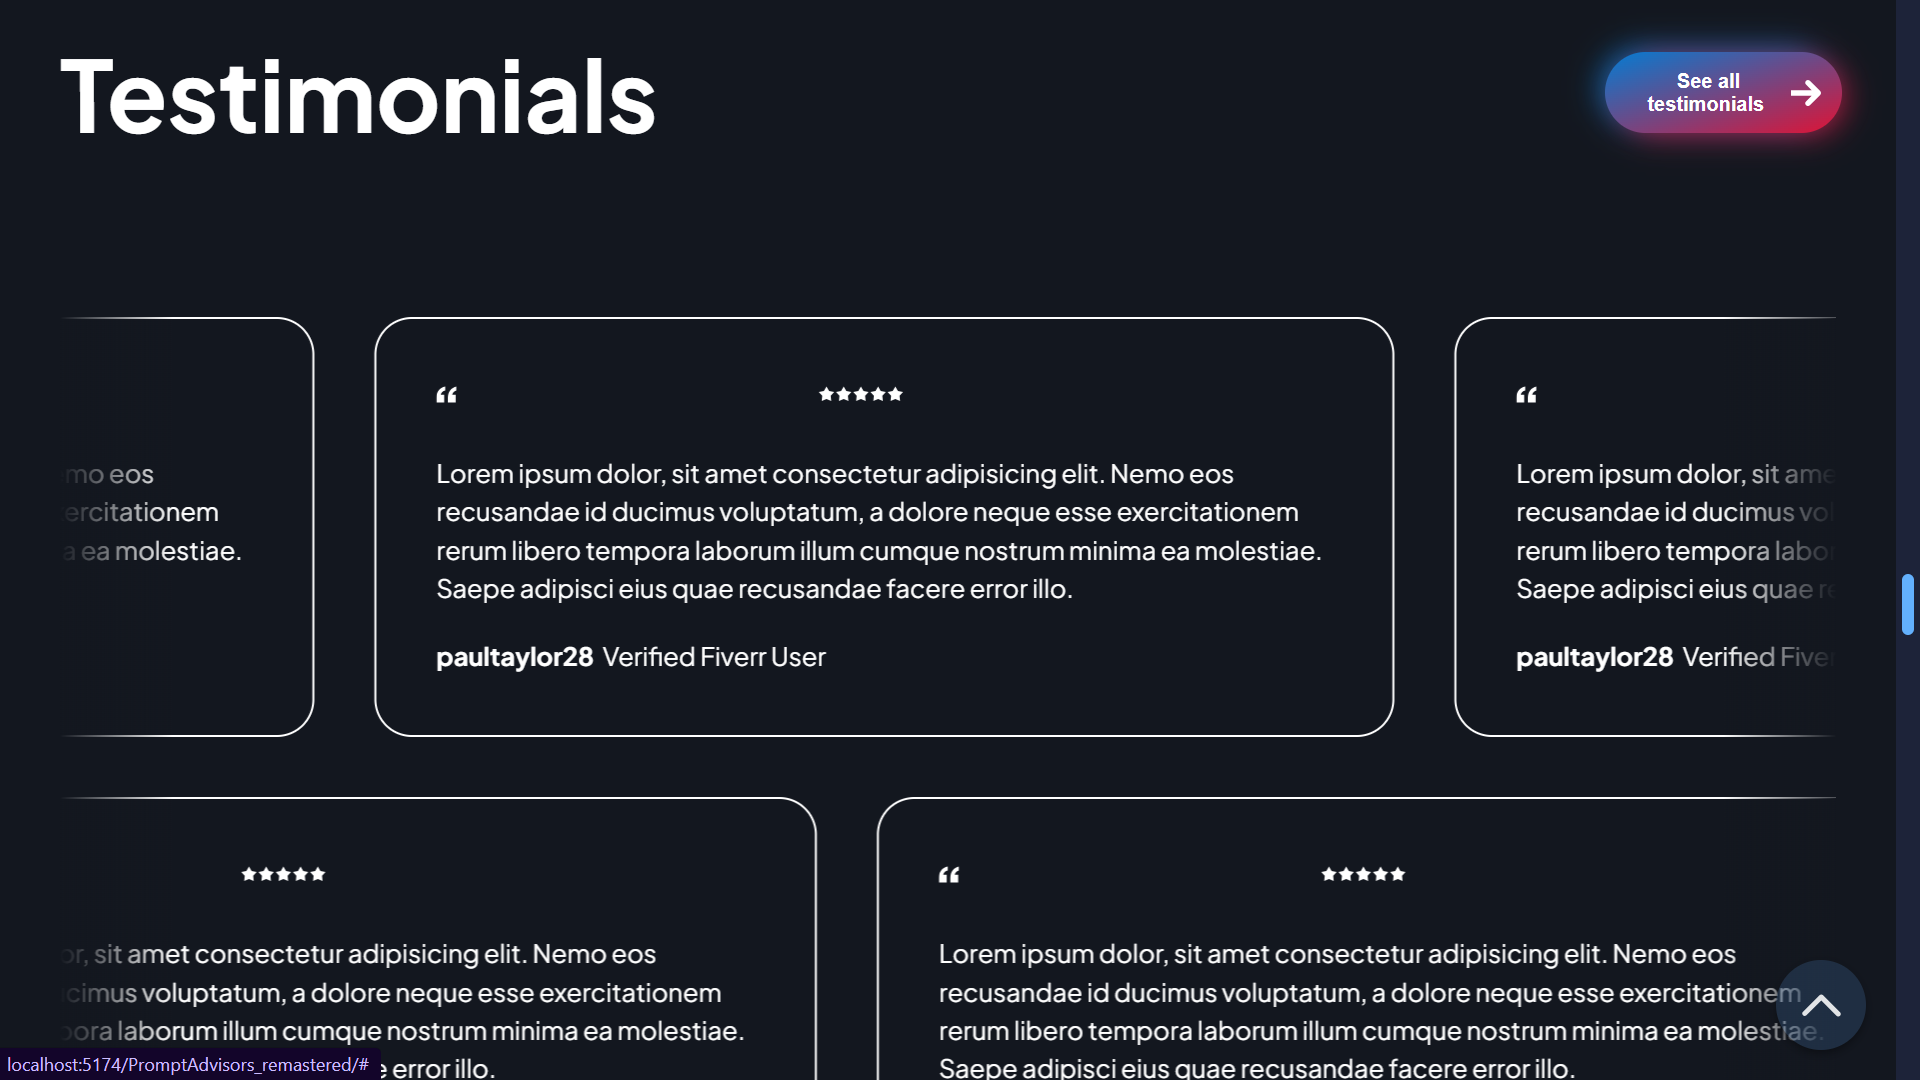 Testimonials
See all
testimonials
mo eos
ercitationem
a ea molestiae.
“
Lorem ipsum dolor, sit amet consectetur adipisicing elit. Nemo eos
recusandae id ducimus voluptatum, a dolore neque esse exercitationem
rerum libero tempora laborum illum cumque nostrum minima ea molestiae.
Saepe adipisci eius quae recusandae facere error illo.
paultaylor28 Verified Fiverr User
“
Lorem ipsum dolor, sit ame
recusandae id ducimus vol
rerum libero tempora labor
Saepe adipisci eius quae re
paultaylor28 Verified Fiver
or, sit amet consectetur adipisicing elit. Nemo eos
cimus voluptatum, a dolore neque esse exercitationem
pora laborum illum cumque nostrum minima ea molestiae.
e error illo.
“
Lorem ipsum dolor, sit amet consectetur adipisicing elit. Nemo eos
recusandae id ducimus voluptatum, a dolore neque esse exercitationem
rerum libero tempora laborum illum cumque nostrum minima ea molestiae.
Saepe adipisci eius quae recusandae facere error illo.
localhost:5174/PromptAdvisors_remastered/#